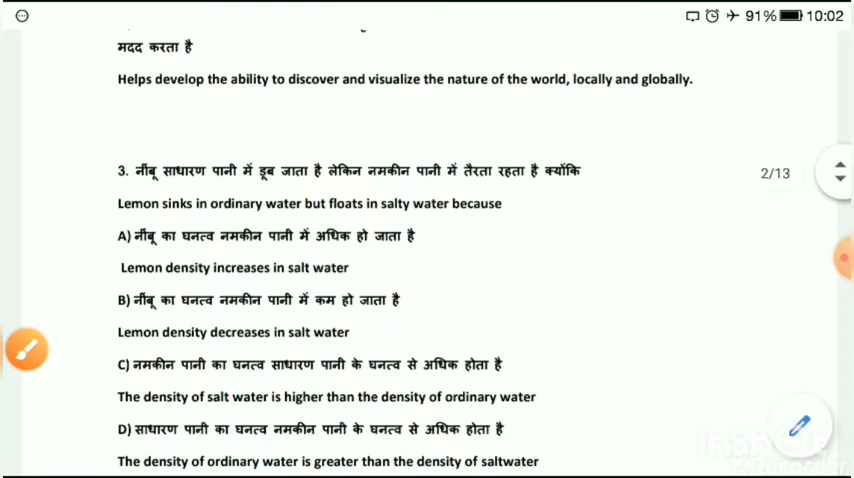 91% 10:02
मदद करता है
Helps develop the ability to discover and visualize the nature of the world, locally and globally.
3. नींबू साधारण पानी में डूब जाता है लेकिन नमकीन पानी में तैरता रहता है क्योंकि
2/13
Lemon sinks in ordinary water but floats in salty water because
A) नींबू का घनत्व नमकीन पानी में अधिक हो जाता है
Lemon density increases in salt water
B) नींबू का घनत्व नमकीन पानी में कम हो जाता है
Lemon density decreases in salt water
C) नमकीन पानी का घनत्व साधारण पानी के घनत्व से अधिक होता है
The density of salt water is higher than the density of ordinary water
D) साधारण पानी का घनत्व नमकीन पानी के घनत्व से अधिक होता है
The density of ordinary water is greater than the density of saltwater